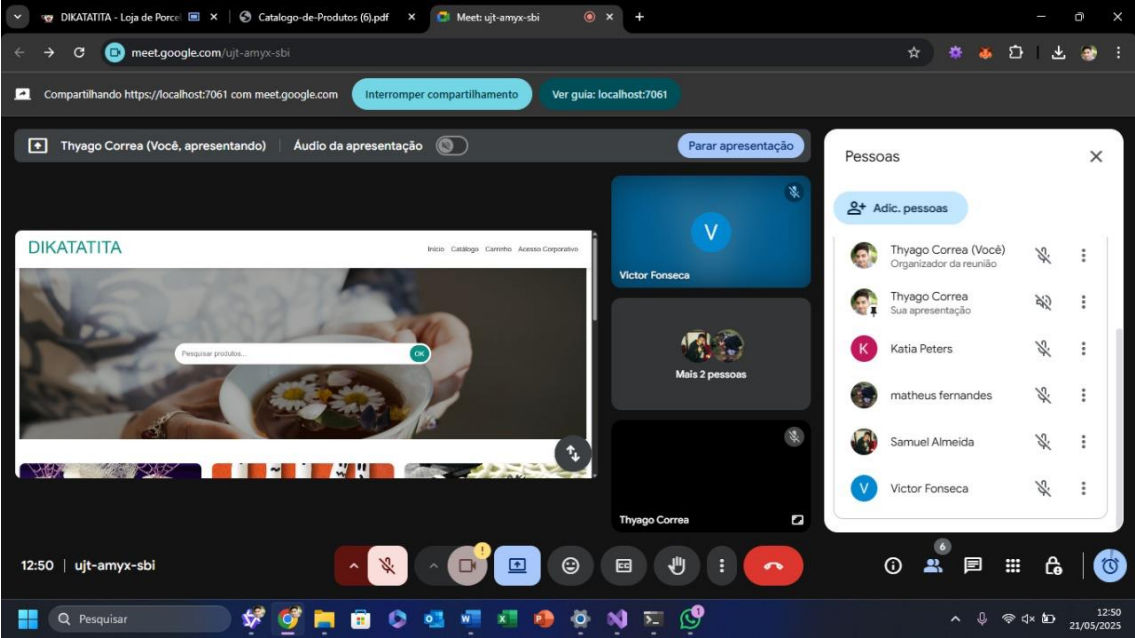 DIKATATITA - Loja de Porcel
Catalogo-de-Produtos (6).pdf
Meet: ujt-amyx-sbi
meet.google.com/ujt-amyx-sbi
Compartilhando https://localhost:7061 com meet.google.com
Interromper compartilhamento
Ver guia: localhost:7061
Thyago Correa (Você, apresentando)
Áudio da apresentação
Parar apresentação
DIKATATITA
Início Catálogo Carrinho Acesso Corporativo
Pesquisar produtos...
OK
V
Victor Fonseca
Mais 2 pessoas
Thyago Correa
Pessoas
Adic. pessoas
Thyago Correa (Você)
Organizador da reunião
Thyago Correa
Sua apresentação
K
Katia Peters
matheus fernandes
Samuel Almeida
V
Victor Fonseca
12:50 | ujt-amyx-sbi
!
CC
6
Pesquisar
12:50
21/05/2025